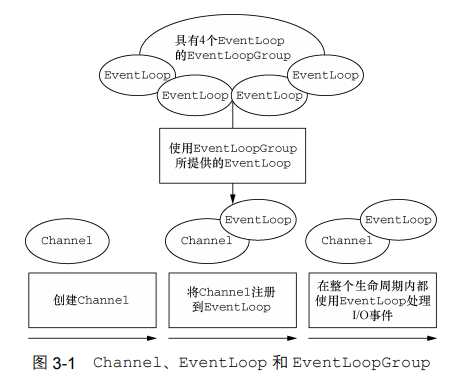 具有4个EventLoop
的EventLoopGroup
EventLoop
EventLoop
EventLoop
EventLoop
使用EventLoopGroup
所提供的EventLoop
EventLoop
EventLoop
Channel
Channel
Channel
创建Channel
将Channel注册
到EventLoop
在整个生命周期内都
使用EventLoop处理
I/O事件
图 3-1 Channel、EventLoop 和 EventLoopGroup